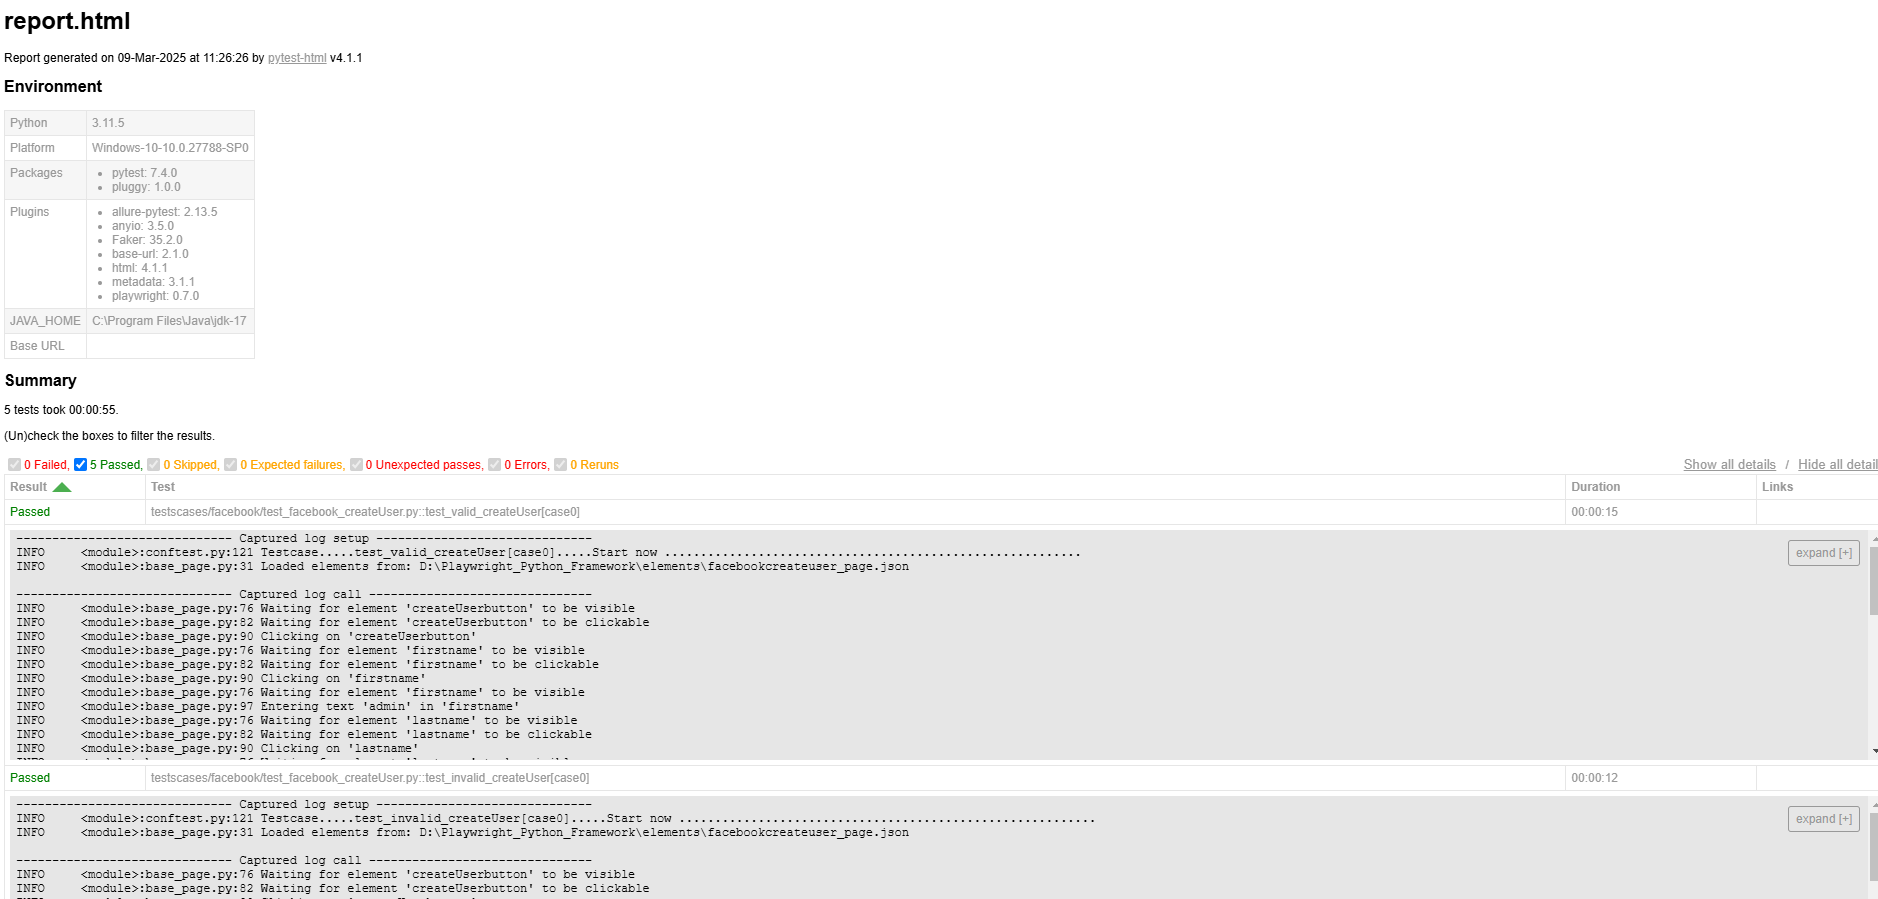 report.html
Report generated on 09-Mar-2025 at 11:26:26 by pytest-html v4.1.1
Environment
Python 3.11.5
Platform Windows-10-10.0.27788-SP0
Packages
pytest: 7.4.0
pluggy: 1.0.0
Plugins
allure-pytest: 2.13.5
anyio: 3.5.0
Faker: 35.2.0
base-url: 2.1.0
html: 4.1.1
metadata: 3.1.1
playwright: 0.7.0
JAVA_HOME C:\Program Files\Java\jdk-17
Base URL
Summary
5 tests took 00:00:55.
(Un)check the boxes to filter the results.
0 Failed, 5 Passed, 0 Skipped, 0 Expected failures, 0 Unexpected passes, 0 Errors, 0 Reruns Show all details / Hide all detail
Result Test Duration Links
Passed testscases/facebook/test_facebook_createUser.py::test_valid_createUser[case0] 00:00:15
------------------------------ Captured log setup ------------------------------
INFO     <module>:conftest.py:121 Testcase.....test_valid_createUser[case0].....Start now ..........................................................
expand [+]
INFO     <module>:base_page.py:31 Loaded elements from: D:\Playwright_Python_Framework\elements\facebookcreateuser_page.json
------------------------------ Captured log call -------------------------------
INFO     <module>:base_page.py:76 Waiting for element 'createUserbutton' to be visible
INFO     <module>:base_page.py:82 Waiting for element 'createUserbutton' to be clickable
INFO     <module>:base_page.py:90 Clicking on 'createUserbutton'
INFO     <module>:base_page.py:76 Waiting for element 'firstname' to be visible
INFO     <module>:base_page.py:82 Waiting for element 'firstname' to be clickable
INFO     <module>:base_page.py:90 Clicking on 'firstname'
INFO     <module>:base_page.py:76 Waiting for element 'firstname' to be visible
INFO     <module>:base_page.py:97 Entering text 'admin' in 'firstname'
INFO     <module>:base_page.py:76 Waiting for element 'lastname' to be visible
INFO     <module>:base_page.py:82 Waiting for element 'lastname' to be clickable
INFO     <module>:base_page.py:90 Clicking on 'lastname'
Passed testscases/facebook/test_facebook_createUser.py::test_invalid_createUser[case0] 00:00:12
------------------------------ Captured log setup ------------------------------
INFO     <module>:conftest.py:121 Testcase.....test_invalid_createUser[case0].....Start now ..........................................................
expand [+]
INFO     <module>:base_page.py:31 Loaded elements from: D:\Playwright_Python_Framework\elements\facebookcreateuser_page.json
------------------------------ Captured log call -------------------------------
INFO     <module>:base_page.py:76 Waiting for element 'createUserbutton' to be visible
INFO     <module>:base_page.py:82 Waiting for element 'createUserbutton' to be clickable